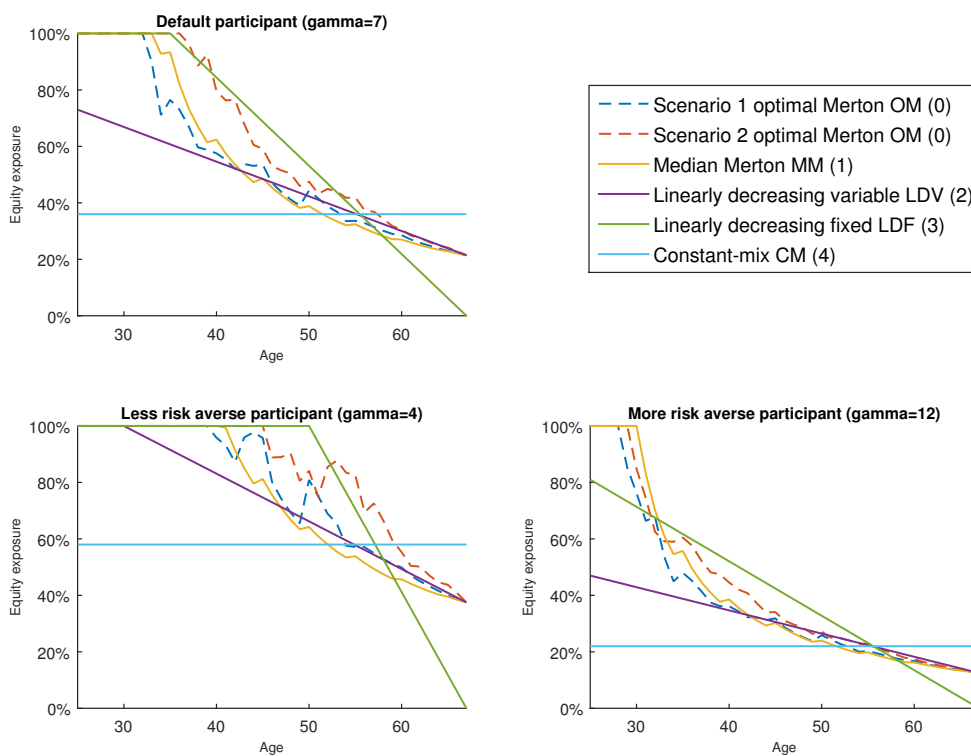 Default participant (gamma=7)
100%
80%
60%
40%
20%
0%
Equity exposure
30
40
50
60
Age
Scenario 1 optimal Merton OM (0)
Scenario 2 optimal Merton OM (0)
Median Merton MM (1)
Linearly decreasing variable LDV (2)
Linearly decreasing fixed LDF (3)
Constant-mix CM (4)
Less risk averse participant (gamma=4)
100%
80%
60%
40%
20%
0%
Equity exposure
30
40
50
60
Age
More risk averse participant (gamma=12)
100%
80%
60%
40%
20%
0%
Equity exposure
30
40
50
60
Age